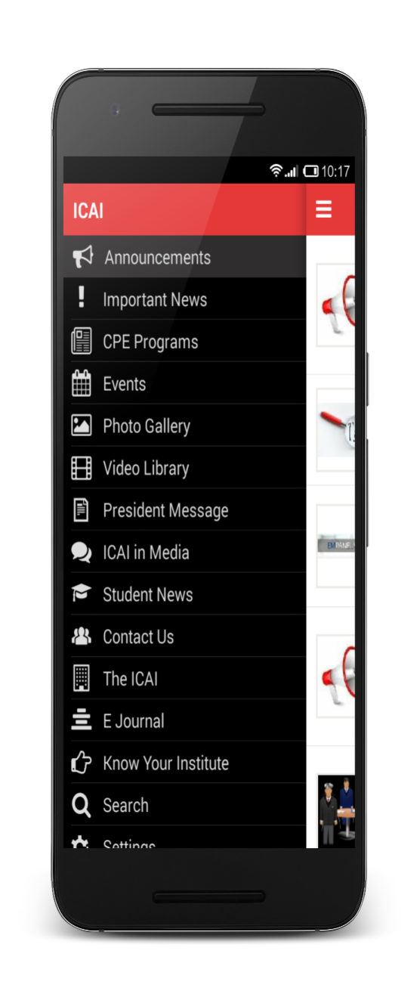 10:17
ICAI
Announcements
Important News
CPE Programs
Events
Photo Gallery
Video Library
President Message
ICAI in Media
Student News
Contact Us
The ICAI
E Journal
Know Your Institute
Search
Settings
EMPANEL